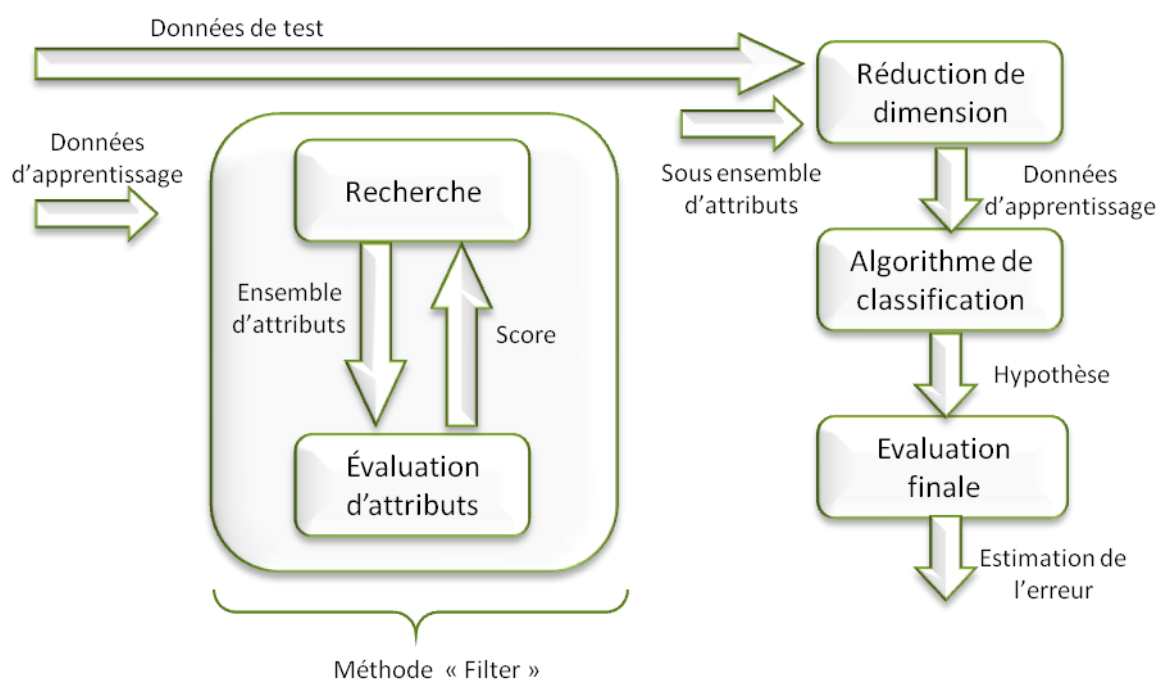 Données de test
Données
d'apprentissage
Recherche
Ensemble
d'attributs
Score
Évaluation
d'attributs
Méthode « Filter »
Sous ensemble
d'attributs
Réduction de
dimension
Données
d'apprentissage
Algorithme de
classification
Hypothèse
Evaluation
finale
Estimation de
l'erreur